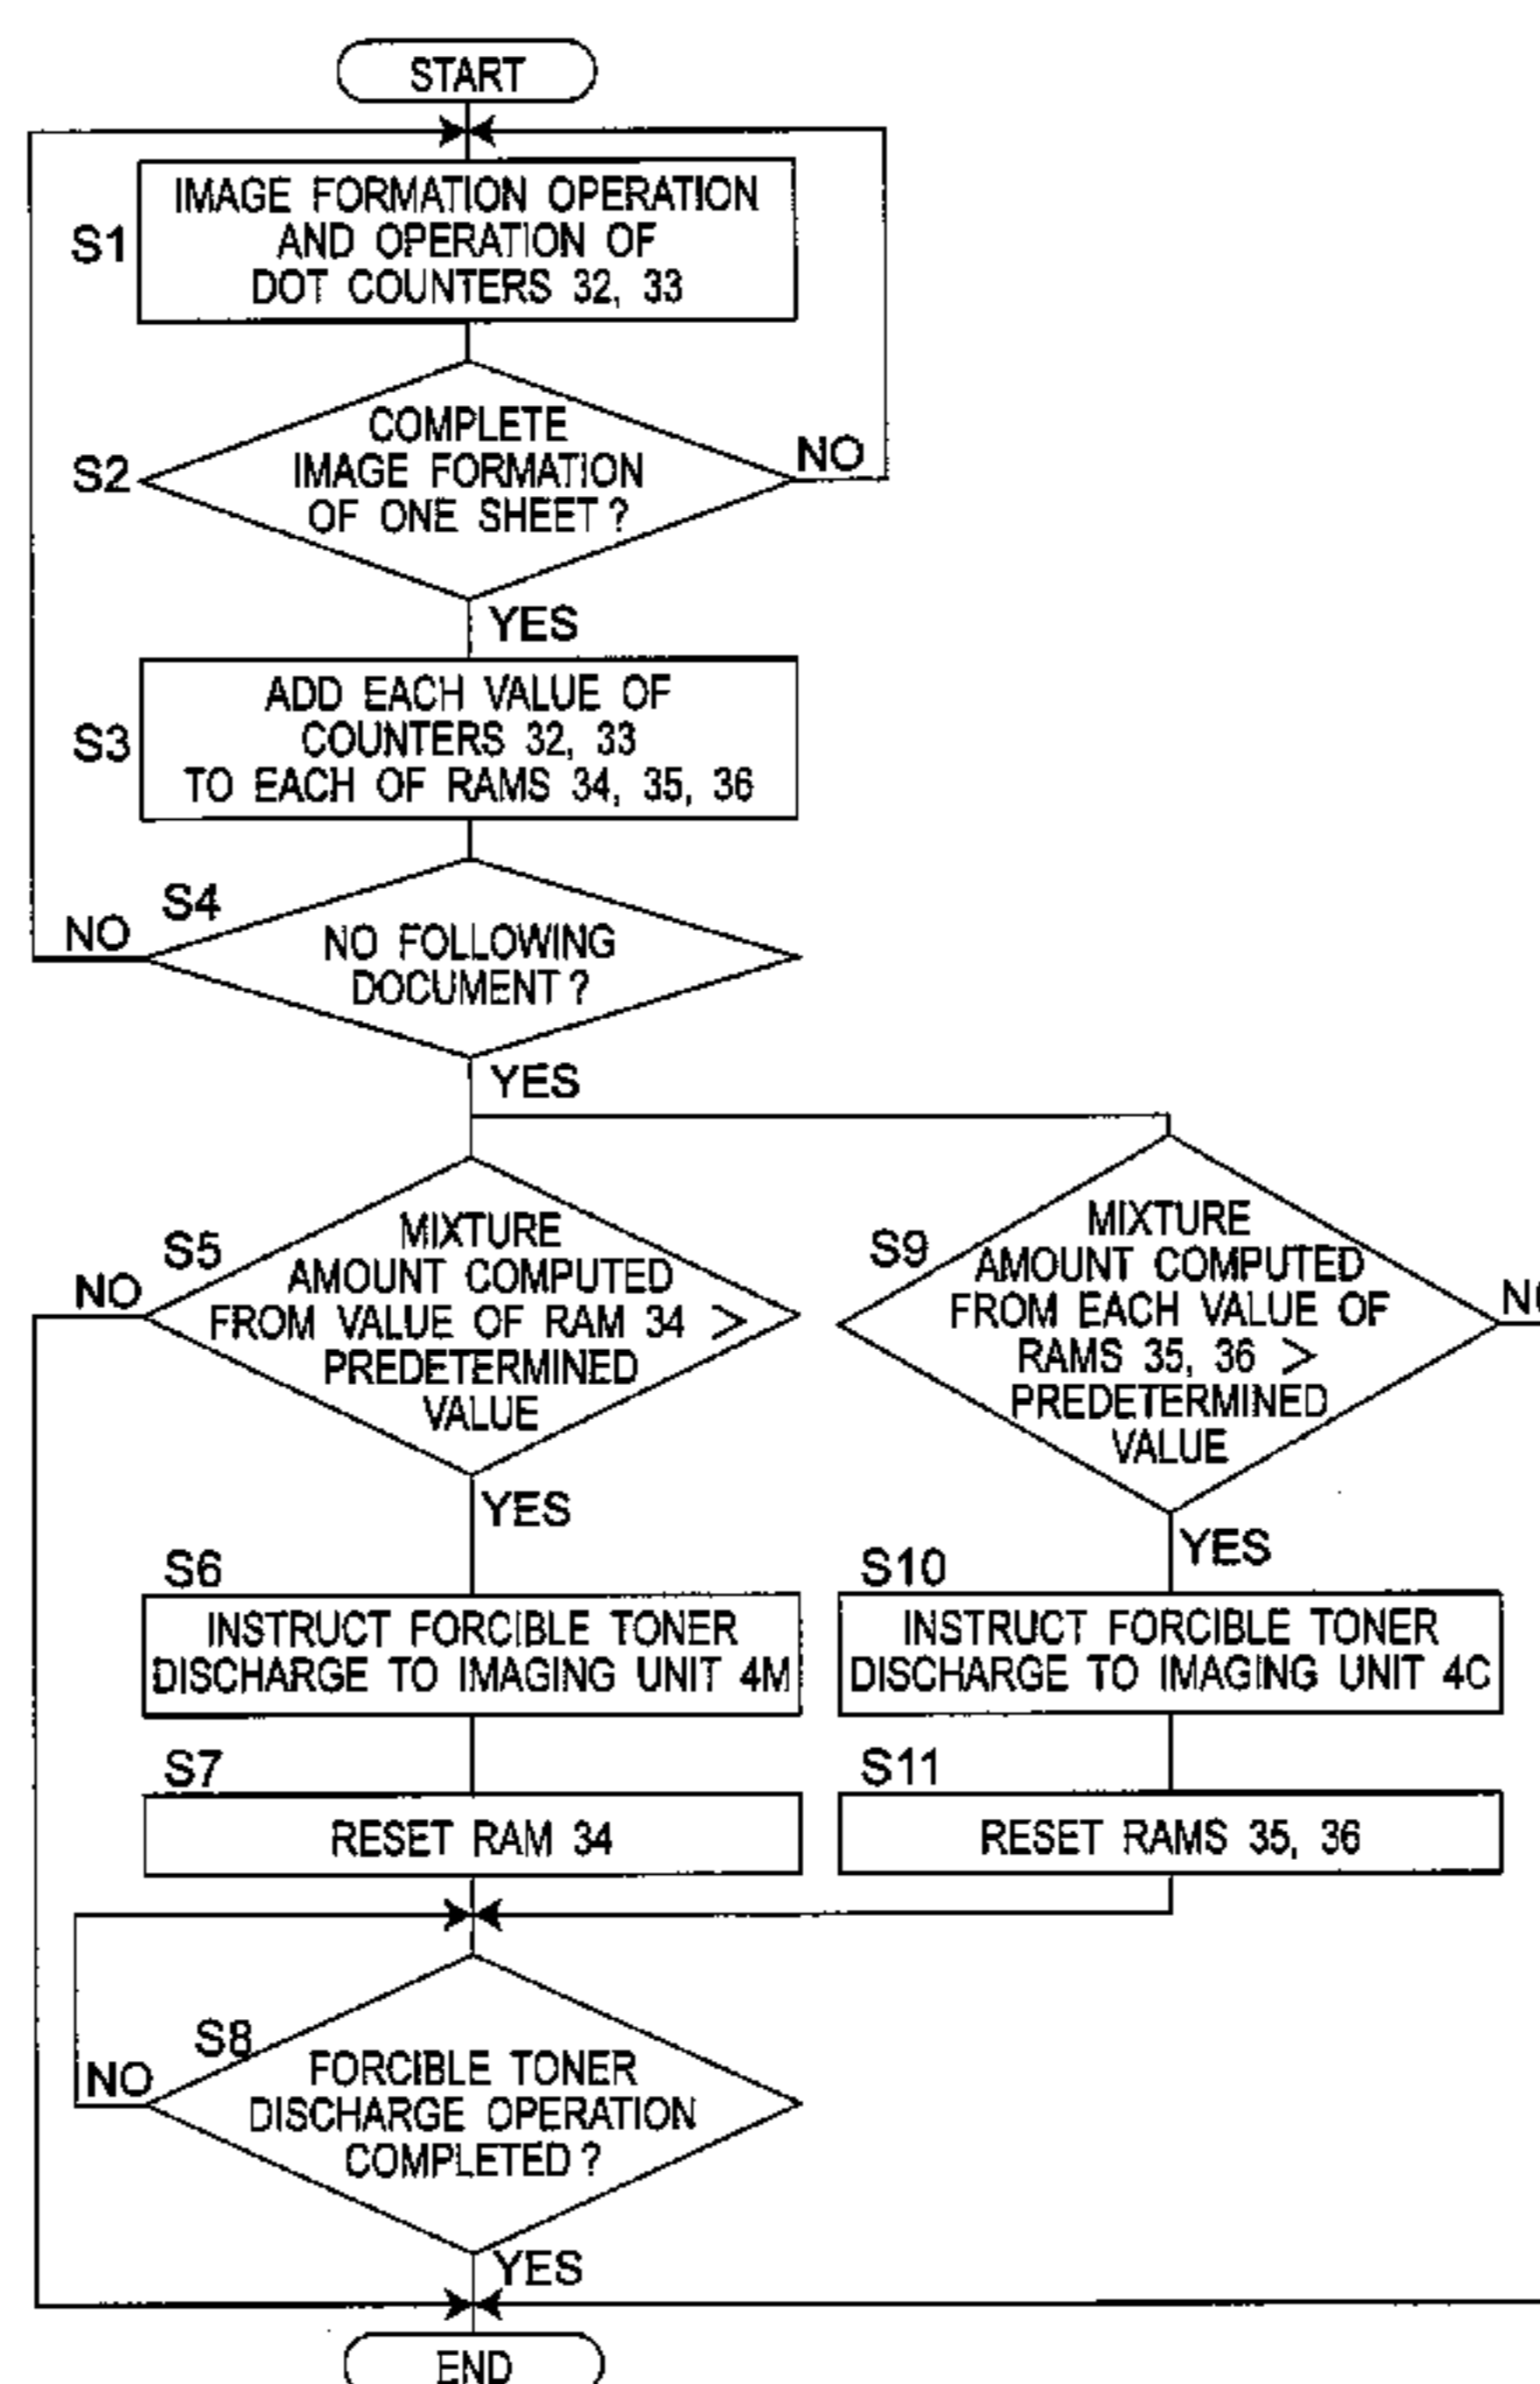 START
S1
IMAGE FORMATION OPERATION
AND OPERATION OF
DOT COUNTERS 32, 33
S2
COMPLETE
IMAGE FORMATION
OF ONE SHEET?
NO
YES
S3
ADD EACH VALUE OF
COUNTERS 32, 33
TO EACH OF RAMS 34, 35, 36
S4
NO
NO FOLLOWING
DOCUMENT?
YES
S5
NO
MIXTURE
AMOUNT COMPUTED
FROM VALUE OF RAM 34 >
PREDETERMINED
VALUE
YES
S9
MIXTURE
AMOUNT COMPUTED
FROM EACH VALUE OF
RAMS 35, 36 >
PREDETERMINED
VALUE
NO
YES
S6
INSTRUCT FORCIBLE TONER
DISCHARGE TO IMAGING UNIT 4M
S10
INSTRUCT FORCIBLE TONER
DISCHARGE TO IMAGING UNIT 4C
S7
RESET RAM 34
S11
RESET RAMS 35, 36
S8
NO
FORCIBLE TONER
DISCHARGE OPERATION
COMPLETED?
YES
END